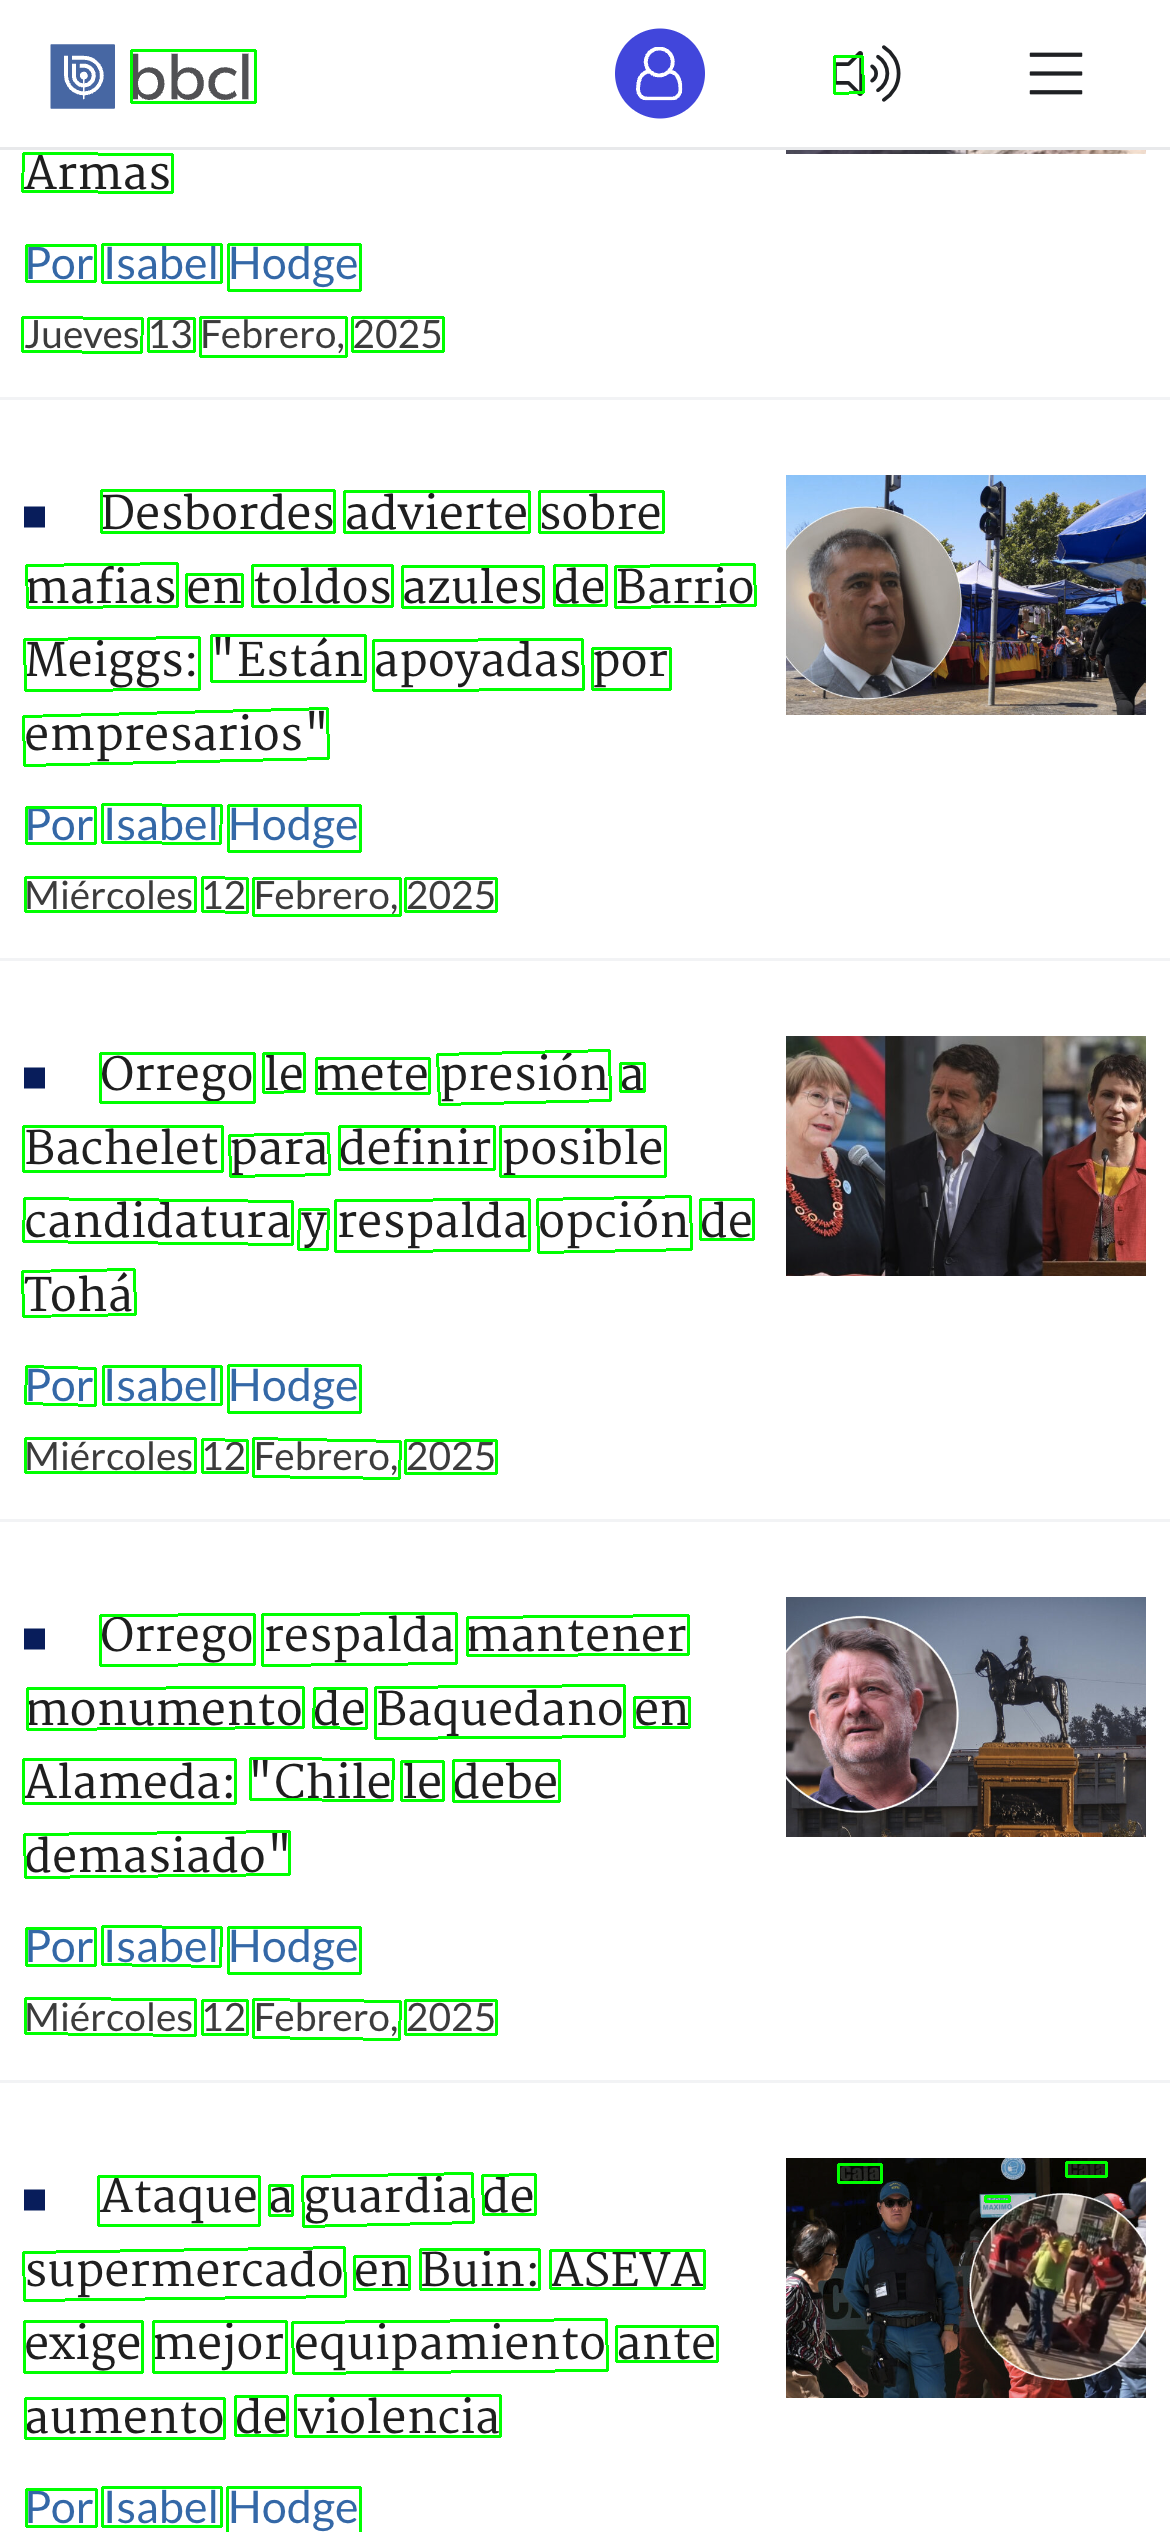 bbcl
Armas
Por Isabel Hodge
Jueves 13 Febrero, 2025
Desbordes advierte sobre
mafias en toldos azules de Barrio
Meiggs: "Están apoyadas por
empresarios"
Por Isabel Hodge
Miércoles 12 Febrero, 2025
Orrego le mete presión a
Bachelet para definir posible
candidatura y respalda opción de
Tohá
Por Isabel Hodge
Miércoles 12 Febrero, 2025
Orrego respalda mantener
monumento de Baquedano en
Alameda: "Chile le debe
demasiado"
Por Isabel Hodge
Miércoles 12 Febrero, 2025
Ataque a guardia de
supermercado en Buin: ASEVA
exige mejor equipamiento ante
aumento de violencia
Por Isabel Hodge